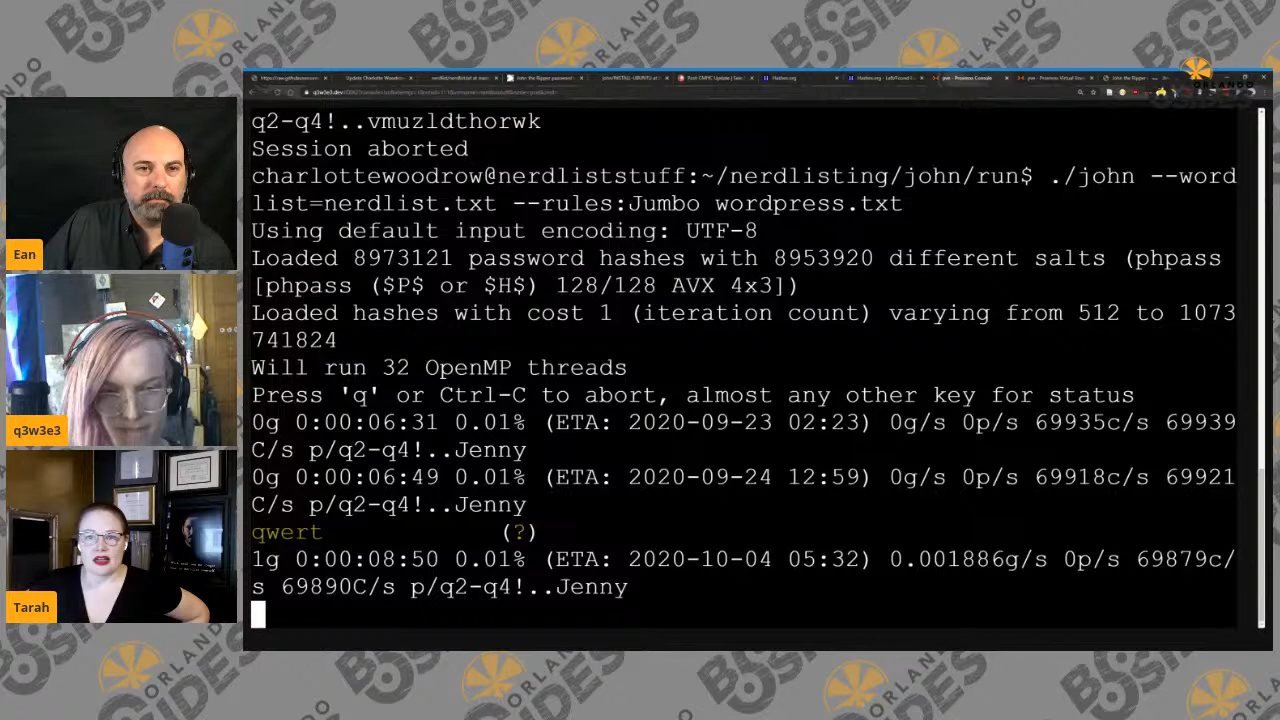 BSIDES ORLANDO
q2-q4!..vmuzldthorwk
Session aborted
charlottewoodrow@nerdliststuff:~/nerdlisting/john/run$ ./john --word
list=nerdlist.txt --rules:Jumbo wordpress.txt
Using default input encoding: UTF-8
Loaded 8973121 password hashes with 8953920 different salts (phpass
[phpass ($P$ or $H$) 128/128 AVX 4x3])
Loaded hashes with cost 1 (iteration count) varying from 512 to 1073
741824
Will run 32 OpenMP threads
Press 'q' or Ctrl-C to abort, almost any other key for status
0g 0:00:06:31 0.01% (ETA: 2020-09-23 02:23) 0g/s 0p/s 69935c/s 69939
C/s p/q2-q4!..Jenny
0g 0:00:06:49 0.01% (ETA: 2020-09-24 12:59) 0g/s 0p/s 69918c/s 69921
C/s p/q2-q4!..Jenny
qwert (?)
1g 0:00:08:50 0.01% (ETA: 2020-10-04 05:32) 0.001886g/s 0p/s 69879c/
s 69890C/s p/q2-q4!..Jenny
Ean
q3w3e3
Tarah